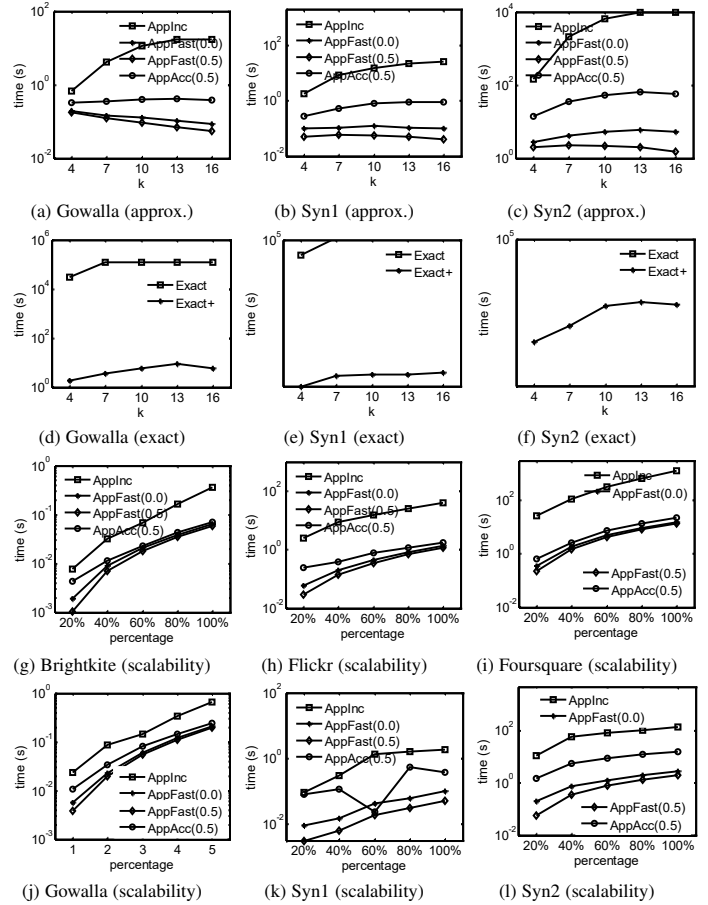 10^2
10^0
10^-2
time (s)
AppInc
AppFast(0.0)
AppFast(0.5)
AppAcc(0.5)
4 7 10 13 16
k
(a) Gowalla (approx.)
10^2
10^0
10^-2
time (s)
AppInc
AppFast(0.0)
AppFast(0.5)
AppAcc(0.5)
4 7 10 13 16
k
(b) Syn1 (approx.)
10^4
10^2
10^0
time (s)
AppInc
AppFast(0.0)
AppFast(0.5)
AppAcc(0.5)
4 7 10 13 16
k
(c) Syn2 (approx.)
10^6
10^4
10^2
10^0
time (s)
Exact
Exact+
4 7 10 13 16
k
(d) Gowalla (exact)
10^5
time (s)
Exact
Exact+
4 7 10 13 16
k
(e) Syn1 (exact)
10^5
time (s)
Exact
Exact+
4 7 10 13 16
k
(f) Syn2 (exact)
10^0
10^-1
10^-2
10^-3
time (s)
AppInc
AppFast(0.0)
AppFast(0.5)
AppAcc(0.5)
20% 40% 60% 80% 100%
percentage
(g) Brightkite (scalability)
10^2
10^0
10^-2
time (s)
AppInc
AppFast(0.0)
AppFast(0.5)
AppAcc(0.5)
20% 40% 60% 80% 100%
percentage
(h) Flickr (scalability)
10^2
10^0
10^-2
time (s)
AppInc
AppFast(0.0)
AppFast(0.5)
AppAcc(0.5)
20% 40% 60% 80% 100%
percentage
(i) Foursquare (scalability)
10^0
10^-1
10^-2
10^-3
time (s)
AppInc
AppFast(0.0)
AppFast(0.5)
AppAcc(0.5)
1 2 3 4 5
percentage
(j) Gowalla (scalability)
10^2
10^0
10^-2
time (s)
AppInc
AppFast(0.0)
AppFast(0.5)
AppAcc(0.5)
20% 40% 60% 80% 100%
percentage
(k) Syn1 (scalability)
10^2
10^0
10^-2
time (s)
AppInc
AppFast(0.0)
AppFast(0.5)
AppAcc(0.5)
20% 40% 60% 80% 100%
percentage
(l) Syn2 (scalability)